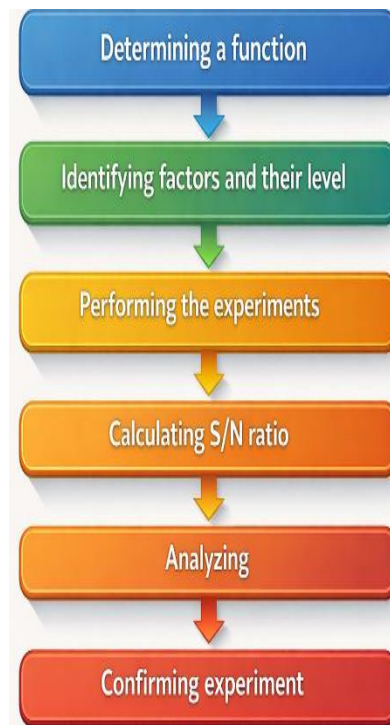 Determining a function
Identifying factors and their level
Performing the experiments
Calculating S/N ratio
Analyzing
Confirming experiment